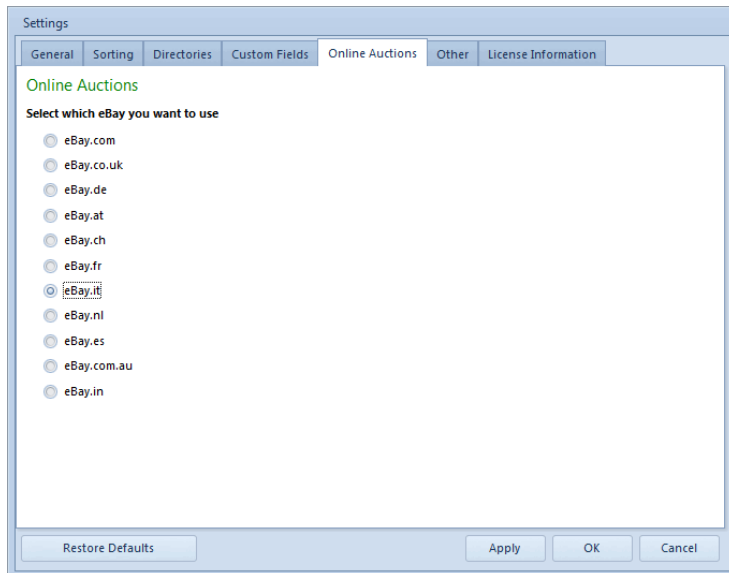 Settings
General Sorting Directories Custom Fields Online Auctions Other License Information
Online Auctions
Select which eBay you want to use
eBay.com
eBay.co.uk
eBay.de
eBay.at
eBay.ch
eBay.fr
eBay.it
eBay.nl
eBay.es
eBay.com.au
eBay.in
Restore Defaults Apply OK Cancel